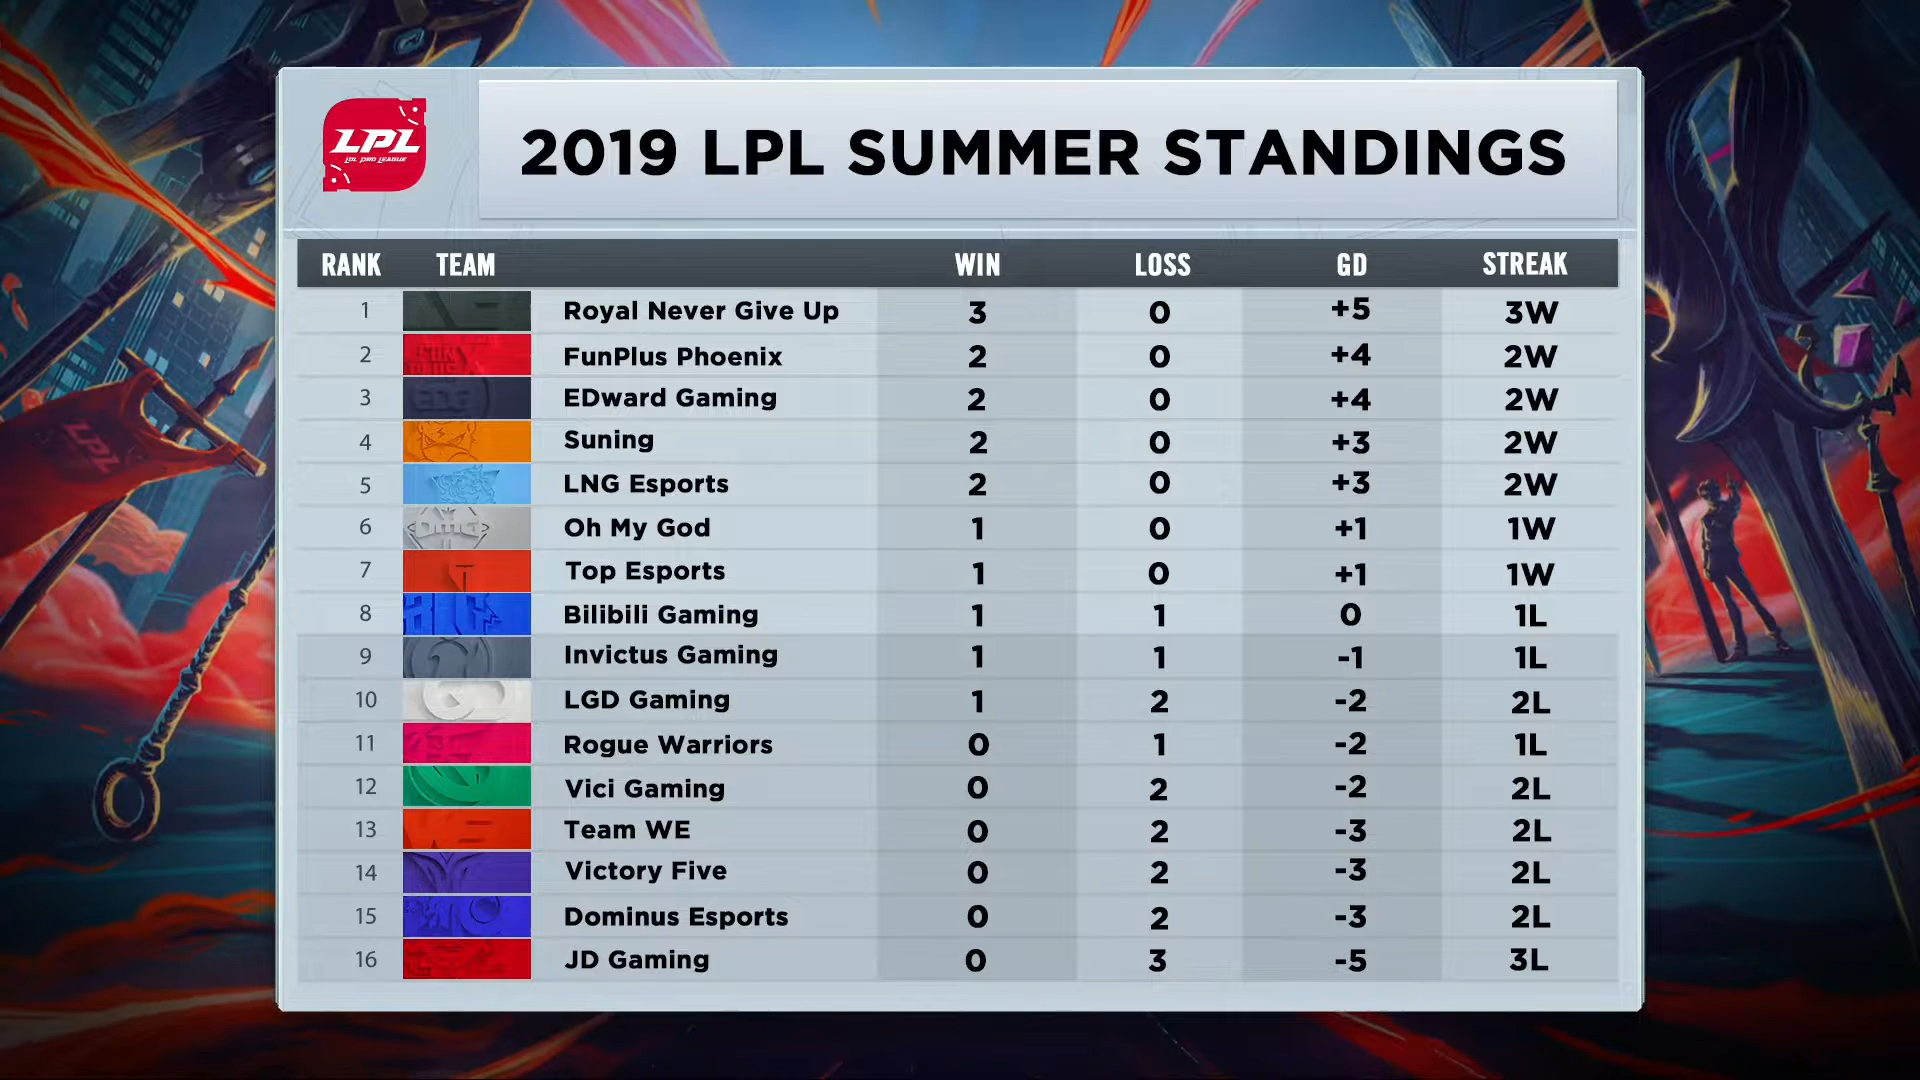 LPL
LOL PRO LEAGUE
2019 LPL SUMMER STANDINGS
RANK TEAM WIN LOSS GD STREAK
1 Royal Never Give Up 3 0 +5 3W
2 FunPlus Phoenix 2 0 +4 2W
3 EDward Gaming 2 0 +4 2W
4 Suning 2 0 +3 2W
5 LNG Esports 2 0 +3 2W
6 Oh My God 1 0 +1 1W
7 Top Esports 1 0 +1 1W
8 Bilibili Gaming 1 1 0 1L
9 Invictus Gaming 1 1 -1 1L
10 LGD Gaming 1 2 -2 2L
11 Rogue Warriors 0 1 -2 1L
12 Vici Gaming 0 2 -2 2L
13 Team WE 0 2 -3 2L
14 Victory Five 0 2 -3 2L
15 Dominus Esports 0 2 -3 2L
16 JD Gaming 0 3 -5 3L
LPL